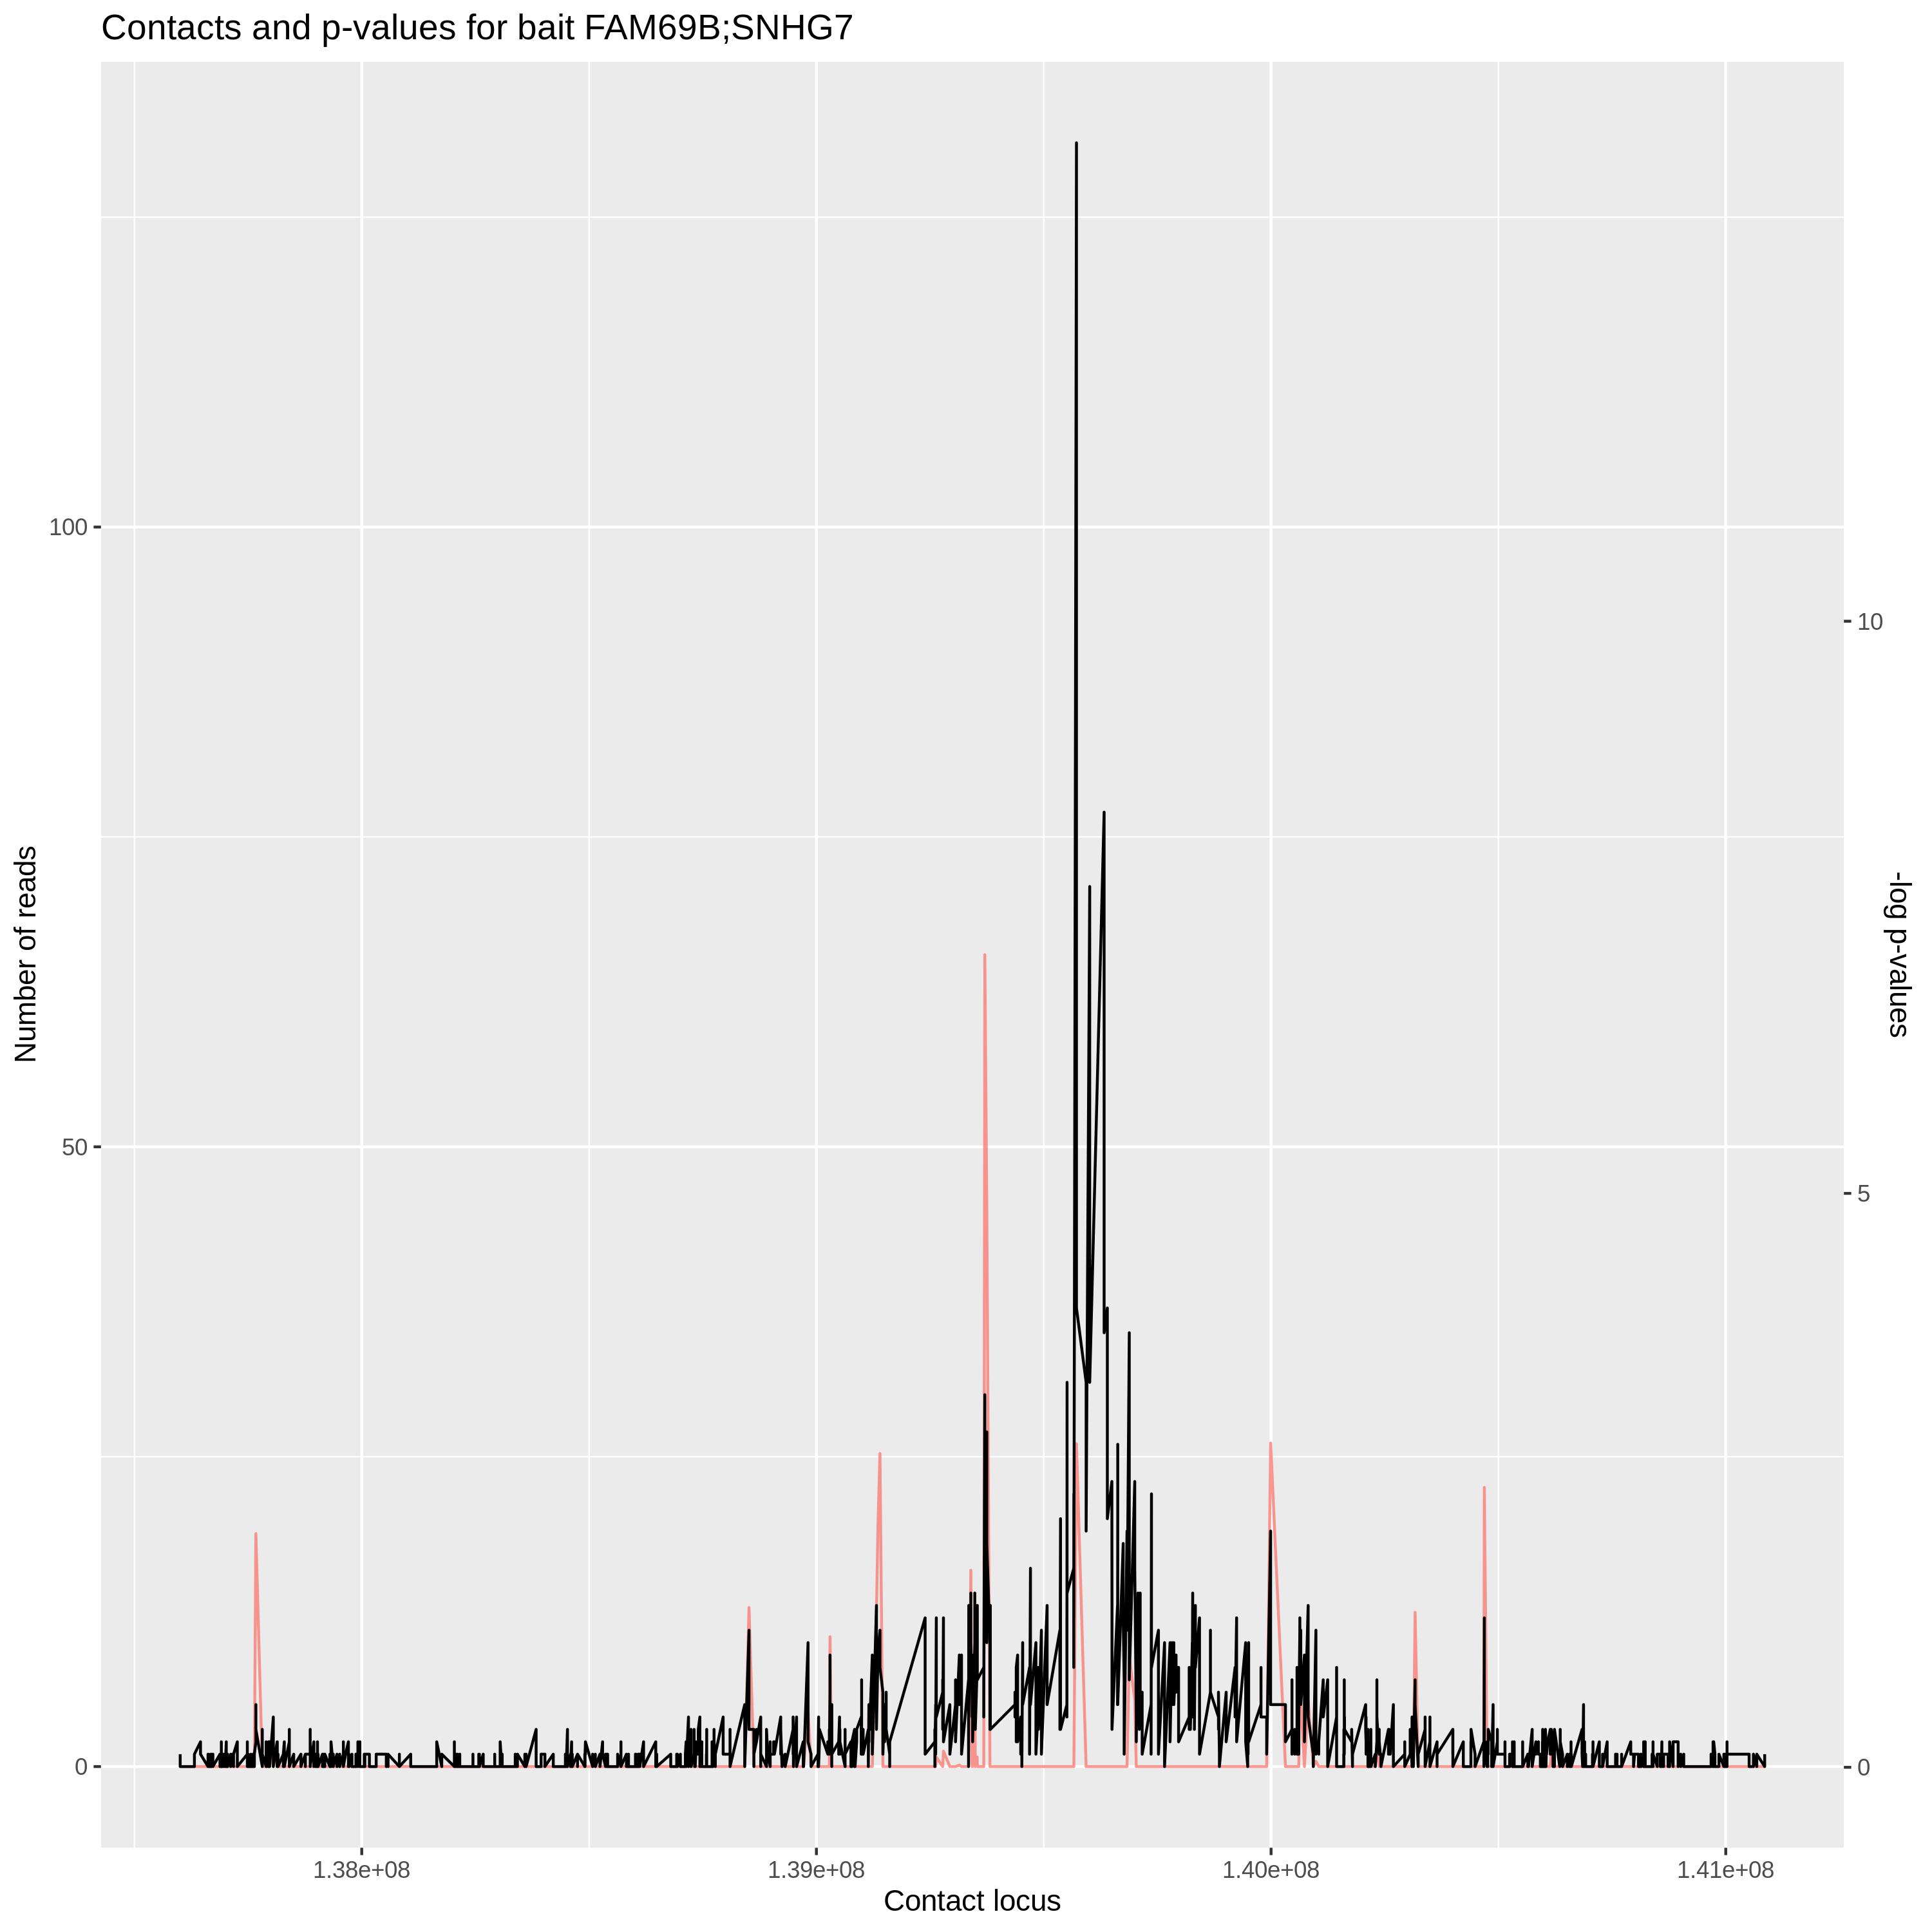 Contacts and p-values for bait FAM69B;SNHG7
Number of reads
100
50
0
10
5
0
-log p-values
1.38e+08
1.39e+08
1.40e+08
1.41e+08
Contact locus